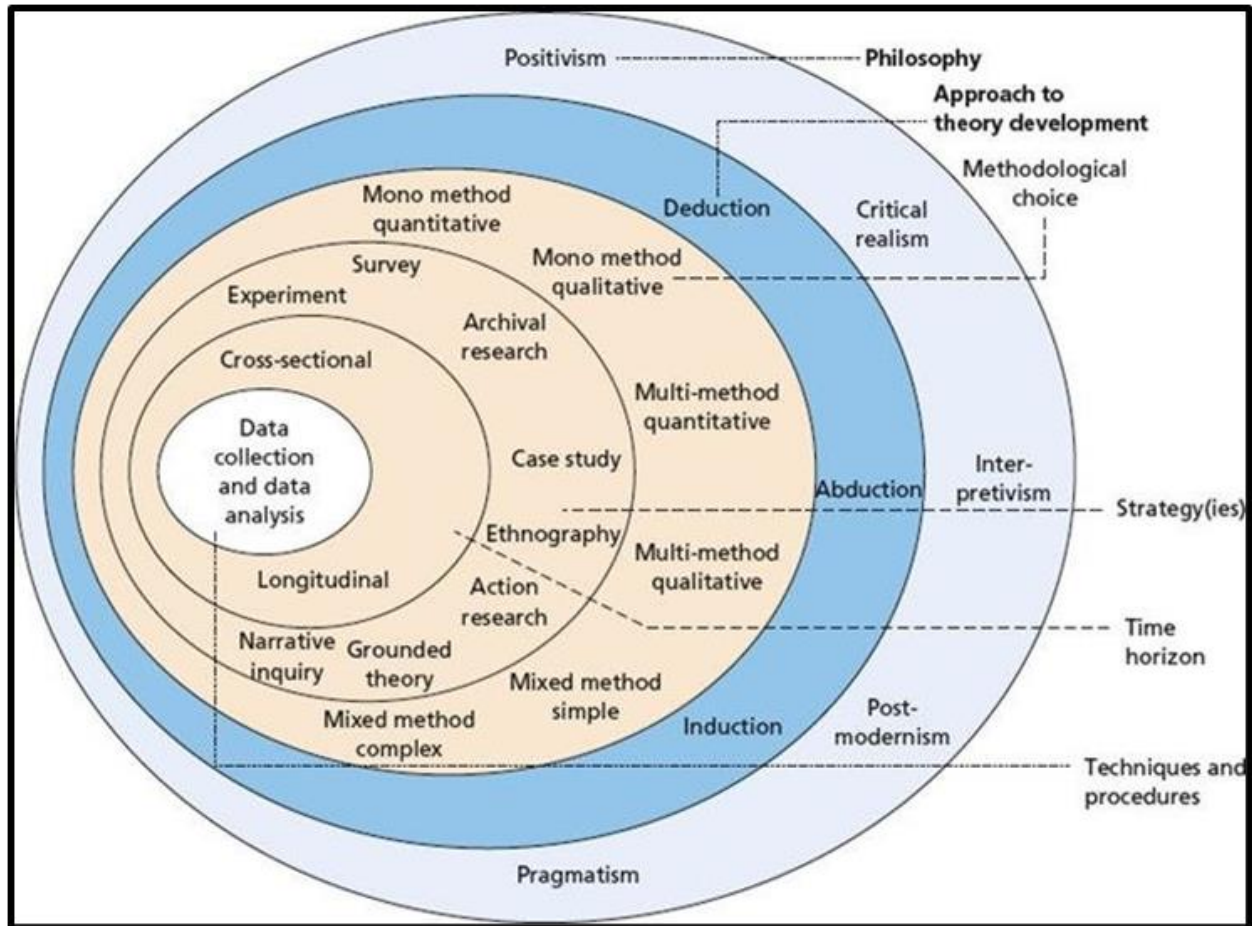 Positivism
Philosophy
Approach to
theory development
Methodological
choice
Mono method
quantitative
Deduction
Critical
realism
Survey
Mono method
qualitative
Experiment
Archival
research
Cross-sectional
Multi-method
quantitative
Data
collection
and data
analysis
Case study
Abduction
Inter-
pretivism
Strategy(ies)
Ethnography
Multi-method
qualitative
Longitudinal
Action
research
Time
horizon
Narrative
inquiry
Grounded
theory
Mixed method
simple
Mixed method
complex
Induction
Post-
modernism
Techniques and
procedures
Pragmatism